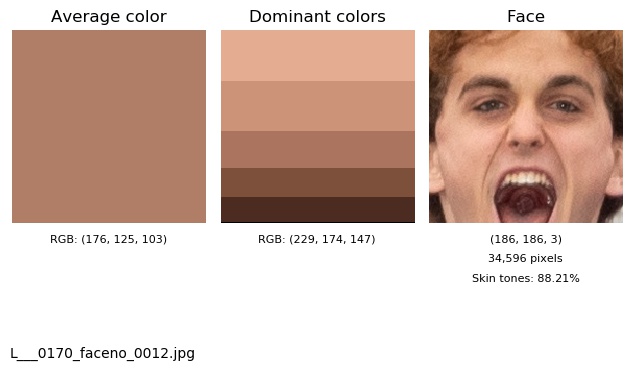 Average color
Dominant colors
Face
RGB: (176, 125, 103)
RGB: (229, 174, 147)
(186, 186, 3)
34,596 pixels
Skin tones: 88.21%
L___0170_faceno_0012.jpg